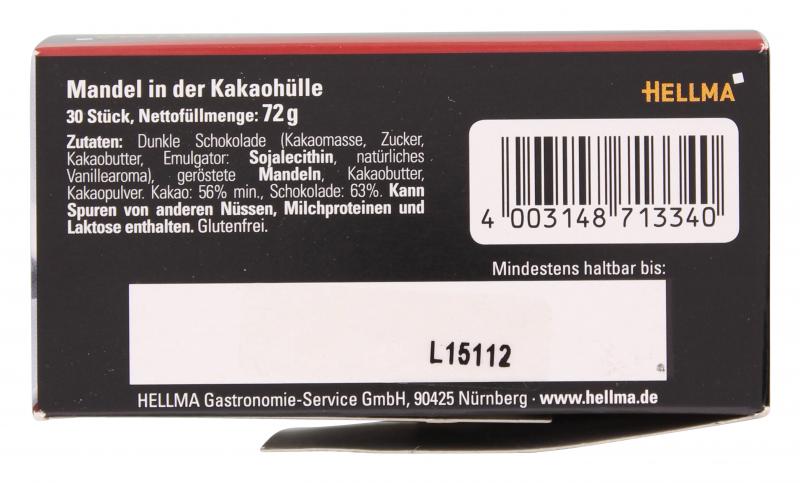 Mandel in der Kakaohülle
30 Stück, Nettofüllmenge: 72 g
Zutaten: Dunkle Schokolade (Kakaomasse, Zucker,
Kakaobutter, Emulgator: Sojalecithin, natürliches
Vanillearoma), geröstete Mandeln, Kakaobutter,
Kakaopulver. Kakao: 56% min., Schokolade: 63%. Kann
Spuren von anderen Nüssen, Milchproteinen und
Laktose enthalten. Glutenfrei.
HELLMA
4 003148 713340
Mindestens haltbar bis:
L15112
HELLMA Gastronomie-Service GmbH, 90425 Nürnberg · www.hellma.de